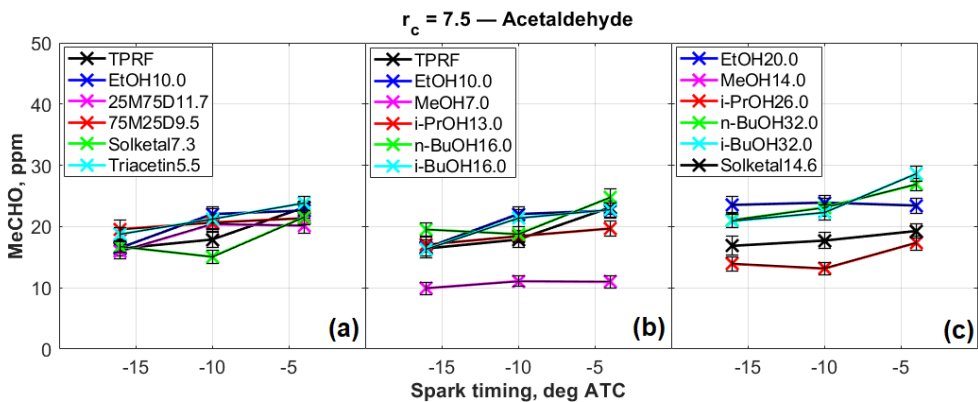 r_c = 7.5 — Acetaldehyde
MeCHO, ppm
50
40
30
20
10
0
TPRF
EtOH10.0
25M75D11.7
75M25D9.5
Solketal7.3
Triacetin5.5
(a)
-15
-10
-5
TPRF
EtOH10.0
MeOH7.0
i-PrOH13.0
n-BuOH16.0
i-BuOH16.0
(b)
-15
-10
-5
EtOH20.0
MeOH14.0
i-PrOH26.0
n-BuOH32.0
i-BuOH32.0
Solketal14.6
(c)
-15
-10
-5
Spark timing, deg ATC